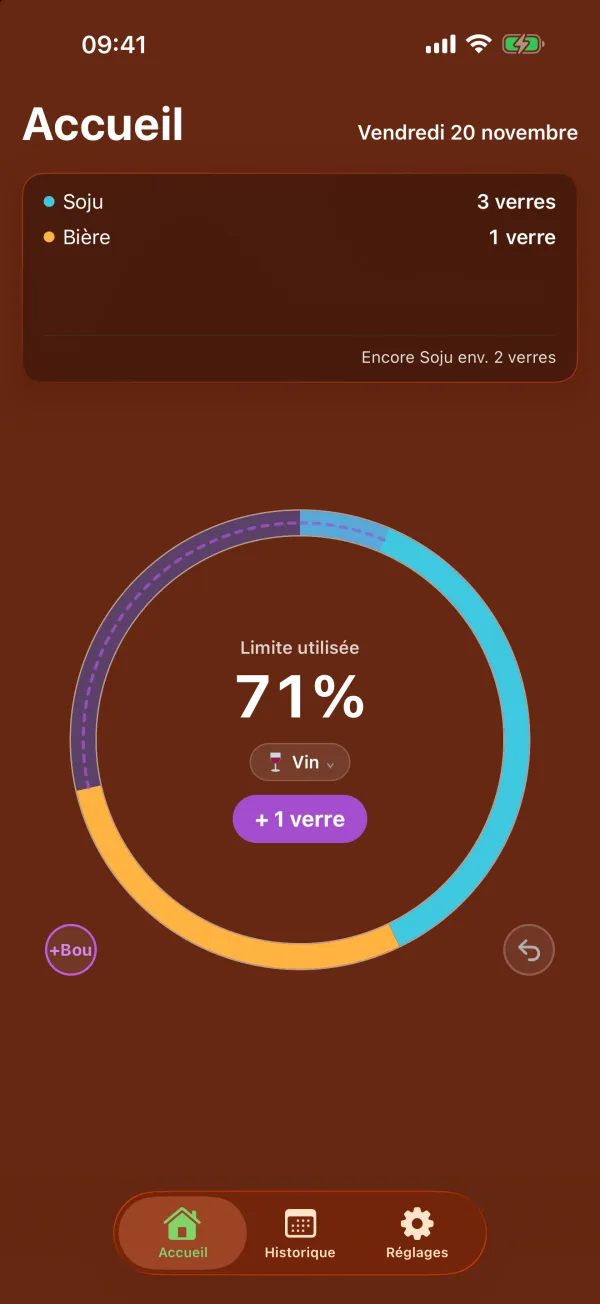 09:41
Accueil
Vendredi 20 novembre
Soju 3 verres
Bière 1 verre
Encore Soju env. 2 verres
Limite utilisée
71%
Vin
+ 1 verre
+Bou
Accueil
Historique
Réglages